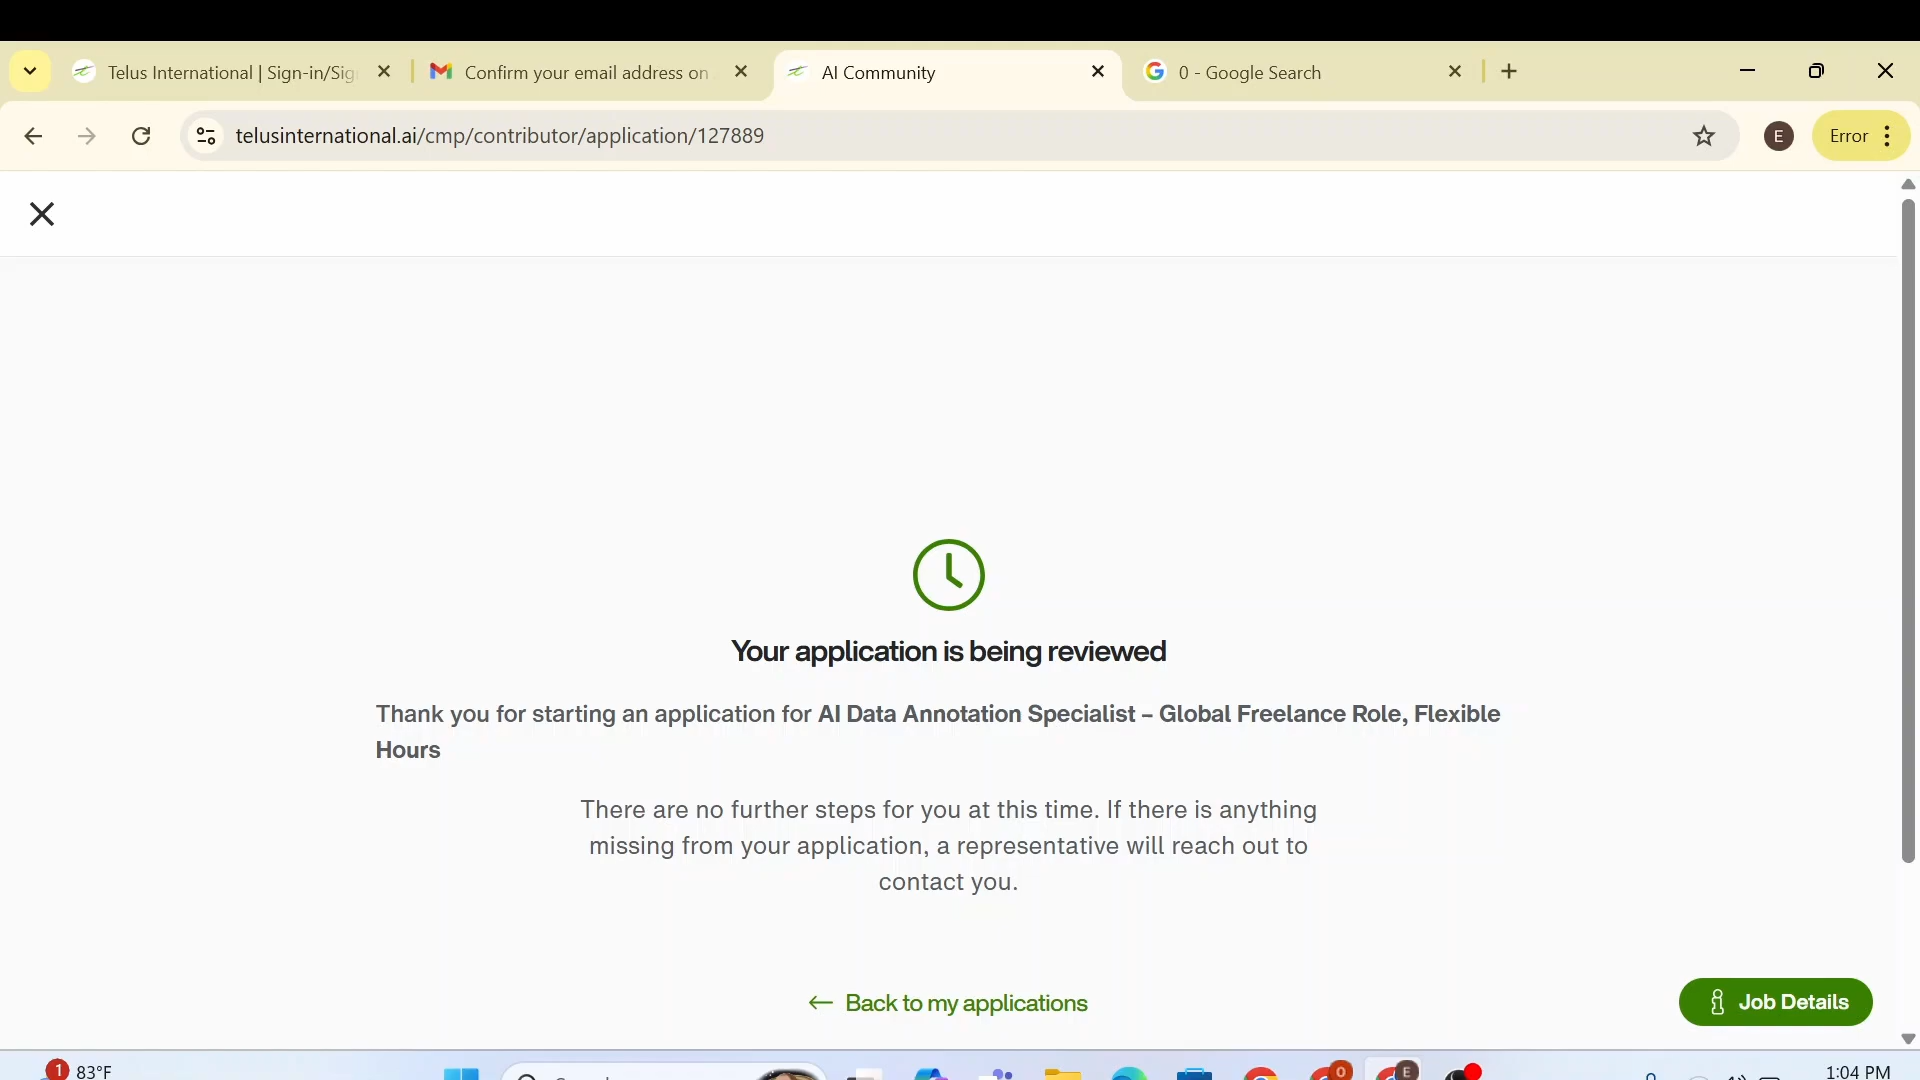 Telus International | Sign-in/Sig
Confirm your email address on
AI Community
0 - Google Search
telusinternational.ai/cmp/contributor/application/127889
E
Error
Your application is being reviewed
Thank you for starting an application for AI Data Annotation Specialist – Global Freelance Role, Flexible
Hours
There are no further steps for you at this time. If there is anything
missing from your application, a representative will reach out to
contact you.
← Back to my applications
Job Details
1
83°F
O
E
1:04 PM